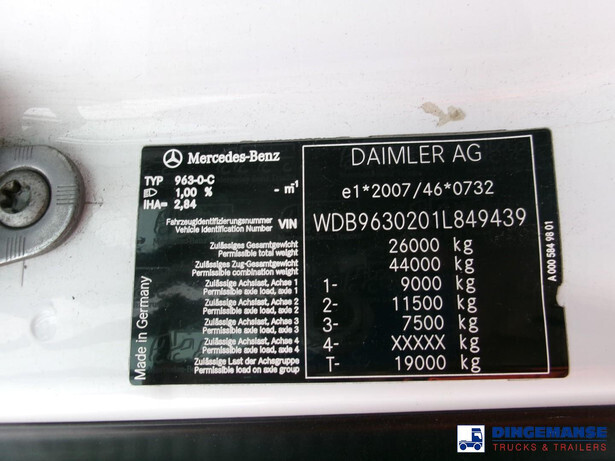 Mercedes-Benz
DAIMLER AG
TYP 963-0-C
1,00 % - m⁻¹
IHA= 2,84
e1*2007/46*0732
Fahrzeugidentifizierungsnummer
Vehicle Identification Number VIN
WDB9630201L849439
Zulässiges Gesamtgewicht
Permissible total weight
26000 kg
Zulässiges Zug-Gesamtgewicht
Permissible combination weight
44000 kg
Zulässige Achslast, Achse 1
Permissible axle load, axle 1
1- 9000 kg
Zulässige Achslast, Achse 2
Permissible axle load, axle 2
2- 11500 kg
Zulässige Achslast, Achse 3
Permissible axle load, axle 3
3- 7500 kg
Zulässige Achslast, Achse 4
Permissible axle load, axle 4
4- XXXXX kg
Zulässige Last der Achsgruppe
Permissible load on axle group
T- 19000 kg
Made in Germany
A 000 584 98 01
DINGEMANSE
TRUCKS & TRAILERS